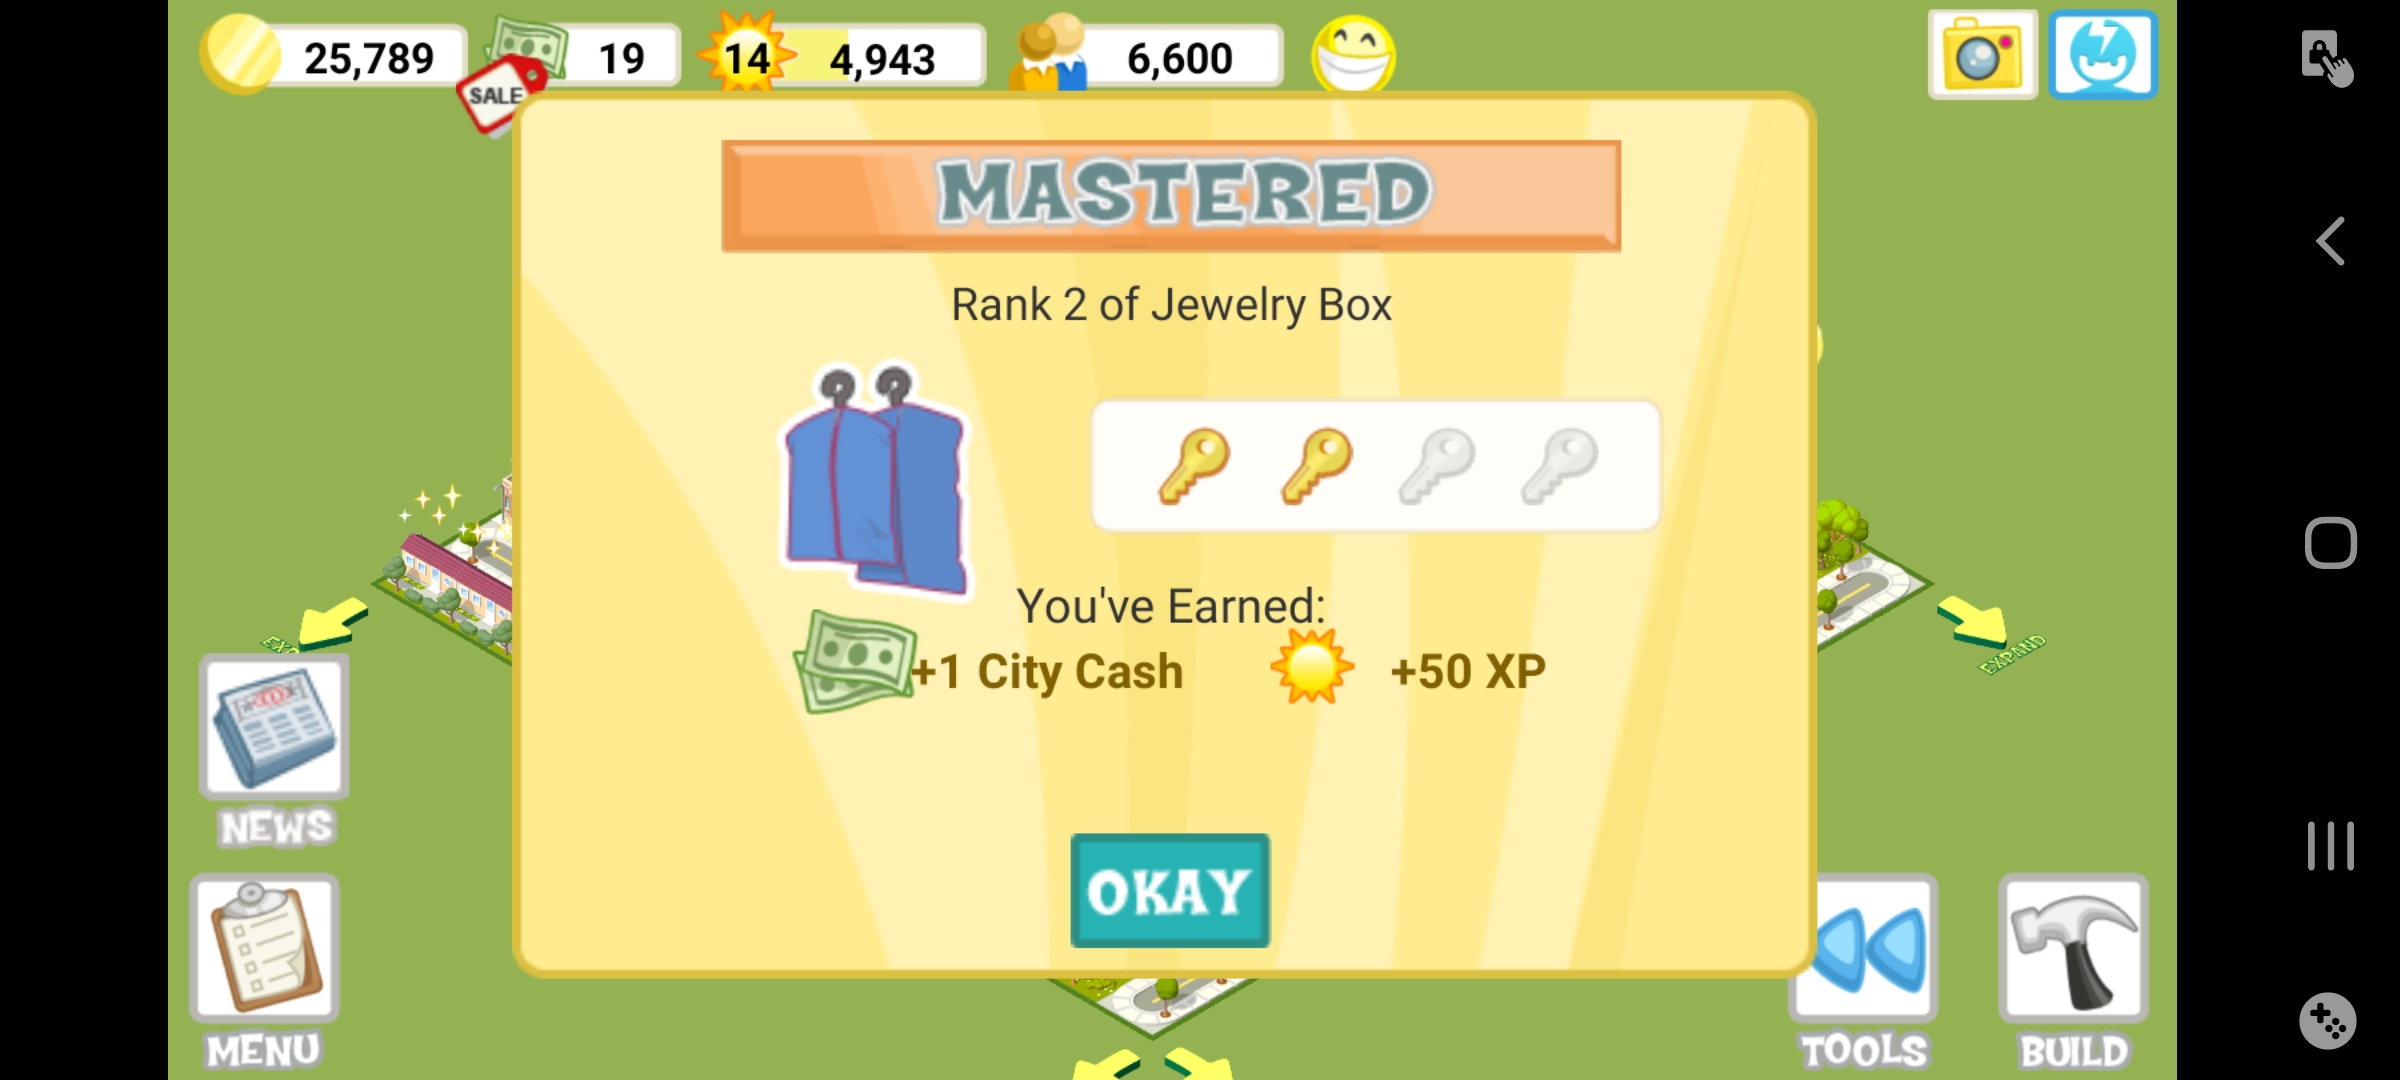 25,789
19
14
4,943
6,600
SALE
MASTERED
Rank 2 of Jewelry Box
You've Earned:
+1 City Cash
+50 XP
EXPAND
NEWS
OKAY
MENU
TOOLS
BUILD